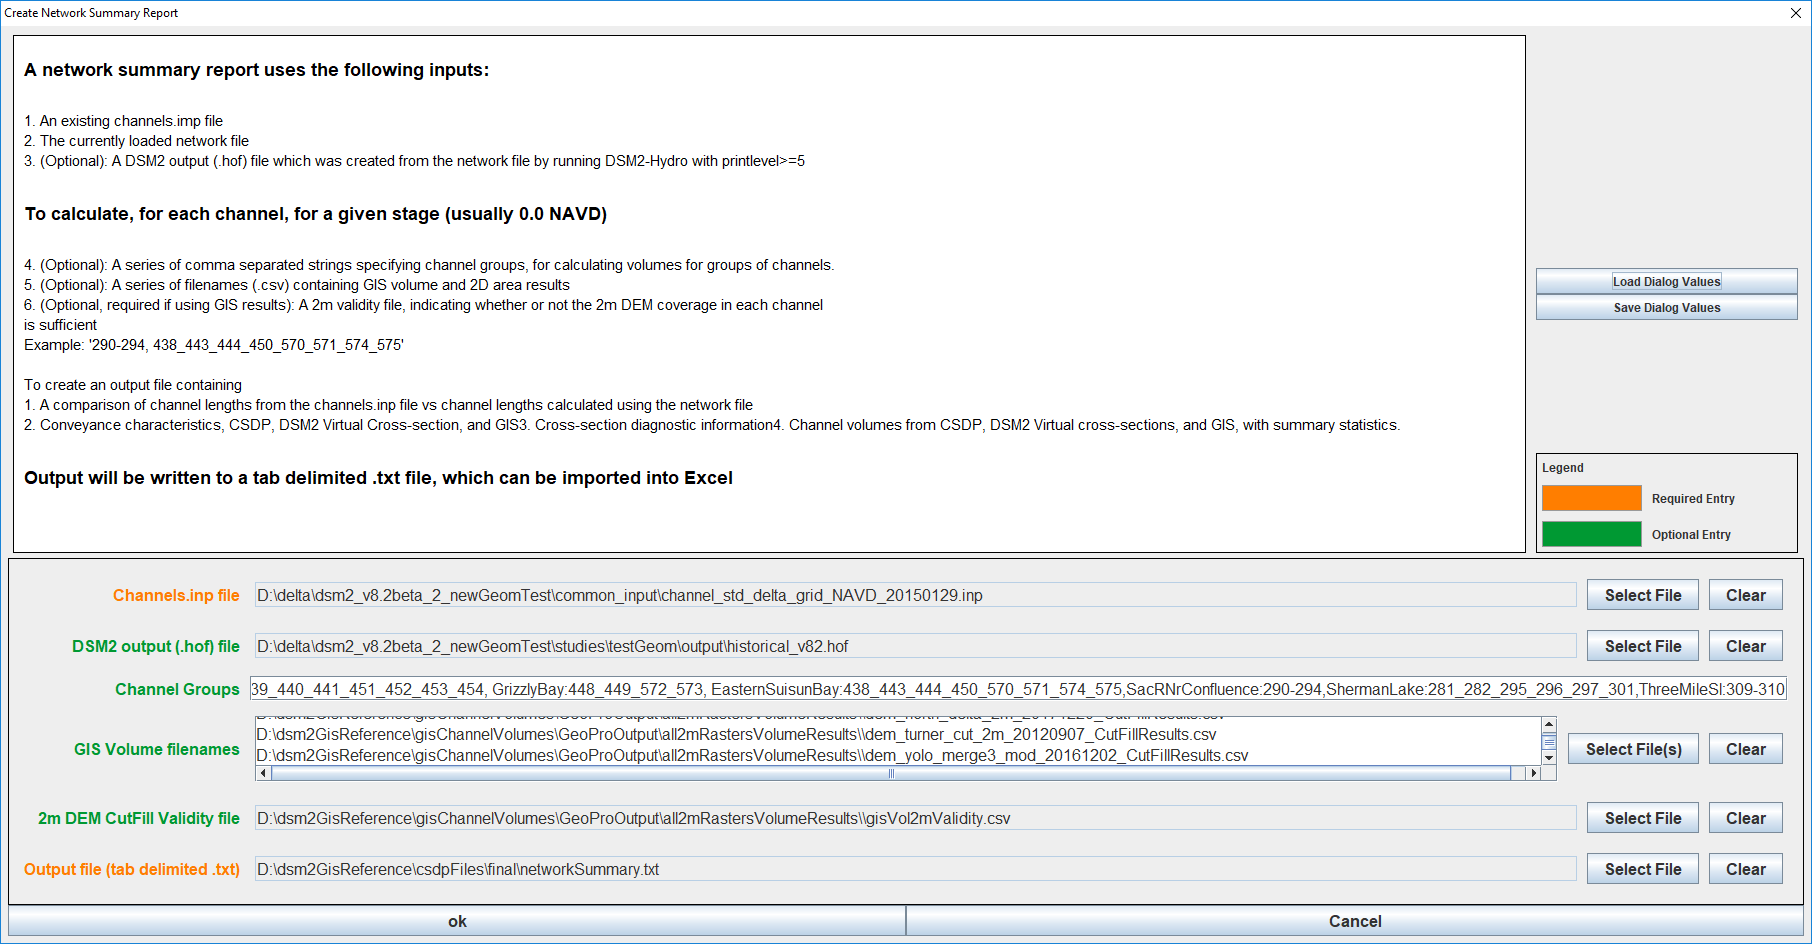 Create Network Summary Report
A network summary report uses the following inputs:
1. An existing channels.imp file
2. The currently loaded network file
3. (Optional): A DSM2 output (.hof) file which was created from the network file by running DSM2-Hydro with printlevel>=5
To calculate, for each channel, for a given stage (usually 0.0 NAVD)
4. (Optional): A series of comma separated strings specifying channel groups, for calculating volumes for groups of channels.
5. (Optional): A series of filenames (.csv) containing GIS volume and 2D area results
6. (Optional, required if using GIS results): A 2m validity file, indicating whether or not the 2m DEM coverage in each channel
is sufficient
Example: '290-294, 438_443_444_450_570_571_574_575'
To create an output file containing
1. A comparison of channel lengths from the channels.inp file vs channel lengths calculated using the network file
2. Conveyance characteristics, CSDP, DSM2 Virtual Cross-section, and GIS3. Cross-section diagnostic information4. Channel volumes from CSDP, DSM2 Virtual cross-sections, and GIS, with summary statistics.
Output will be written to a tab delimited .txt file, which can be imported into Excel
Load Dialog Values
Save Dialog Values
Legend
Required Entry
Optional Entry
Channels.inp file D:\delta\dsm2_v8.2beta_2_newGeomTest\common_input\channel_std_delta_grid_NAVD_20150129.inp Select File Clear
DSM2 output (.hof) file D:\delta\dsm2_v8.2beta_2_newGeomTest\studies\testGeom\output\historical_v82.hof Select File Clear
Channel Groups 39_440_441_451_452_453_454, GrizzlyBay:448_449_572_573, EasternSuisunBay:438_443_444_450_570_571_574_575,SacRNrConfluence:290-294,ShermanLake:281_282_295_296_297_301,ThreeMileSl:309-310
D:\dsm2GisReference\gisChannelVolumes\GeoProOutput\all2mRastersVolumeResults\\dem_north_delta_2m_20171220_CutFillResults.csv
GIS Volume filenames D:\dsm2GisReference\gisChannelVolumes\GeoProOutput\all2mRastersVolumeResults\\dem_turner_cut_2m_20120907_CutFillResults.csv Select File(s) Clear
D:\dsm2GisReference\gisChannelVolumes\GeoProOutput\all2mRastersVolumeResults\\dem_yolo_merge3_mod_20161202_CutFillResults.csv
2m DEM CutFill Validity file D:\dsm2GisReference\gisChannelVolumes\GeoProOutput\all2mRastersVolumeResults\\gisVol2mValidity.csv Select File Clear
Output file (tab delimited .txt) D:\dsm2GisReference\csdpFiles\final\networkSummary.txt Select File Clear
ok Cancel